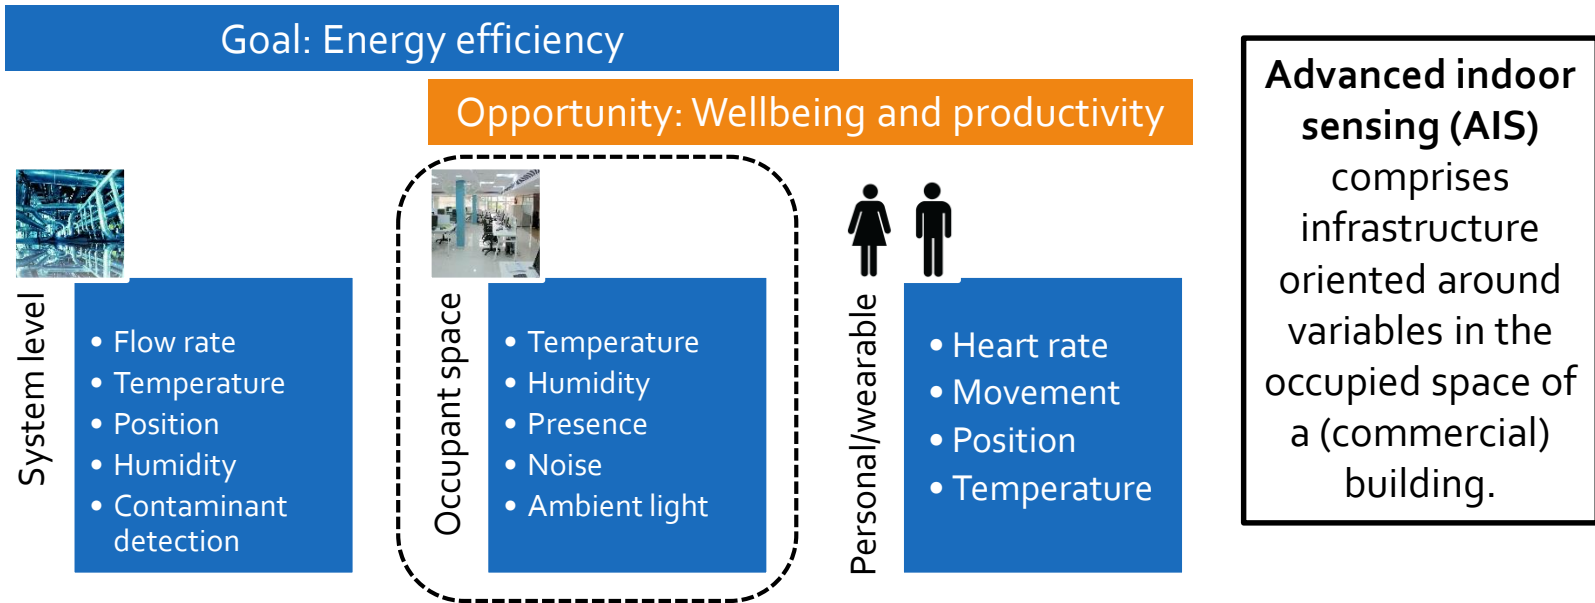 Goal: Energy efficiency
Opportunity: Wellbeing and productivity
System level
• Flow rate
• Temperature
• Position
• Humidity
• Contaminant
detection
Occupant space
• Temperature
• Humidity
• Presence
• Noise
• Ambient light
Personal/wearable
• Heart rate
• Movement
• Position
• Temperature
Advanced indoor
sensing (AIS)
comprises
infrastructure
oriented around
variables in the
occupied space of
a (commercial)
building.